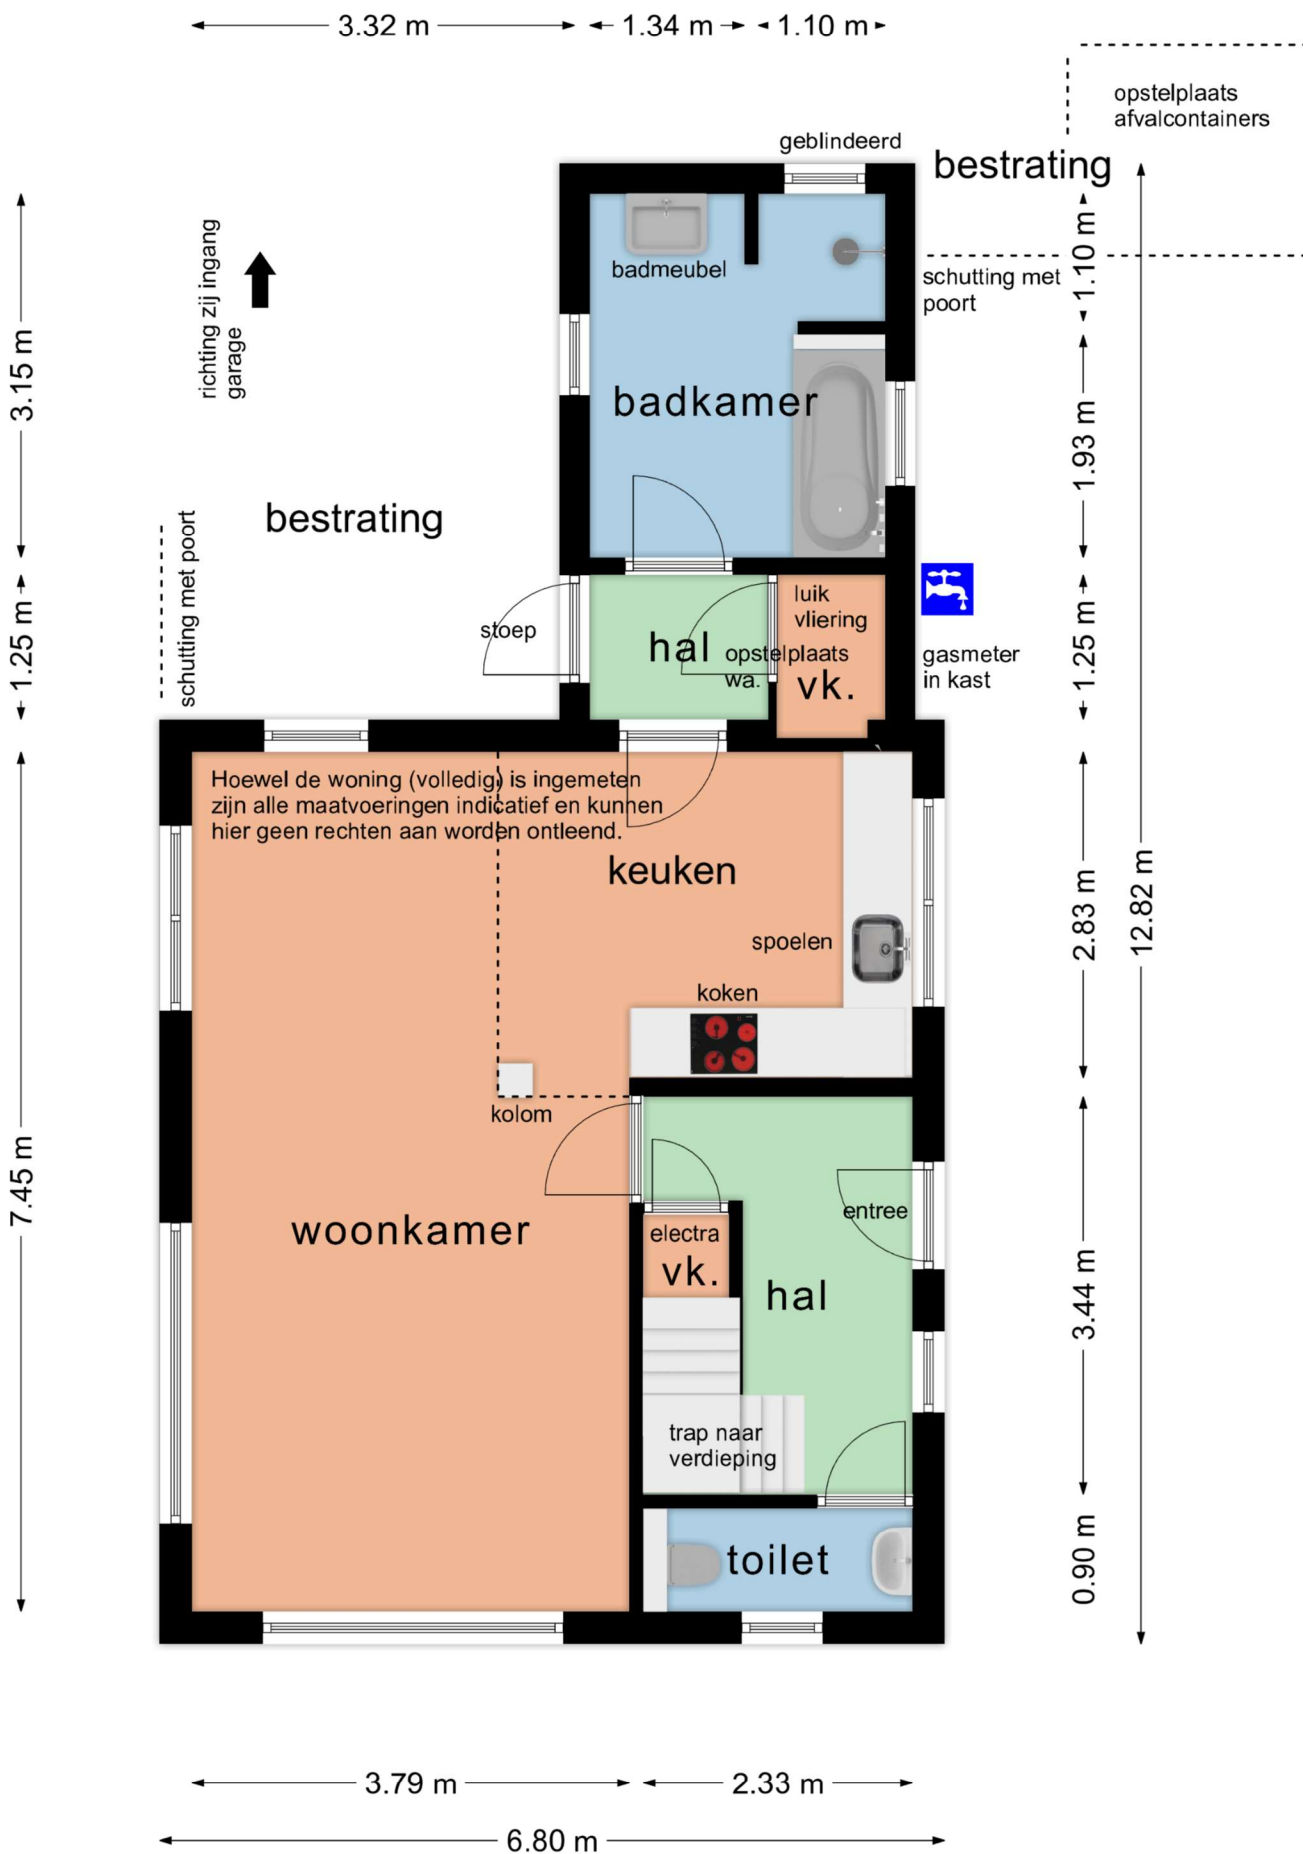 3.32 m
1.34 m
1.10 m
opstelplaats
afvalcontainers
geblindeerd
bestrating
richting zij ingang
garage
badmeubel
schutting met
poort
1.10 m
3.15 m
badkamer
1.93 m
bestrating
schutting met poort
stoep
hal
luik
vliering
opstelplaats
wa.
vk.
gasmeter
in kast
1.25 m
1.25 m
Hoewel de woning (volledig) is ingemeten
zijn alle maatvoeringen indicatief en kunnen
hier geen rechten aan worden ontleend.
keuken
spoelen
koken
2.83 m
12.82 m
kolom
7.45 m
woonkamer
electra
vk.
entree
hal
3.44 m
trap naar
verdieping
toilet
0.90 m
3.79 m
2.33 m
6.80 m